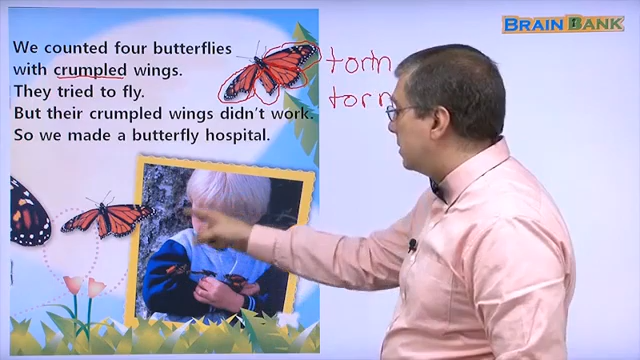 BRAIN BANK
We counted four butterflies
with crumpled wings.
They tried to fly.
But their crumpled wings didn't work.
So we made a butterfly hospital.
torn